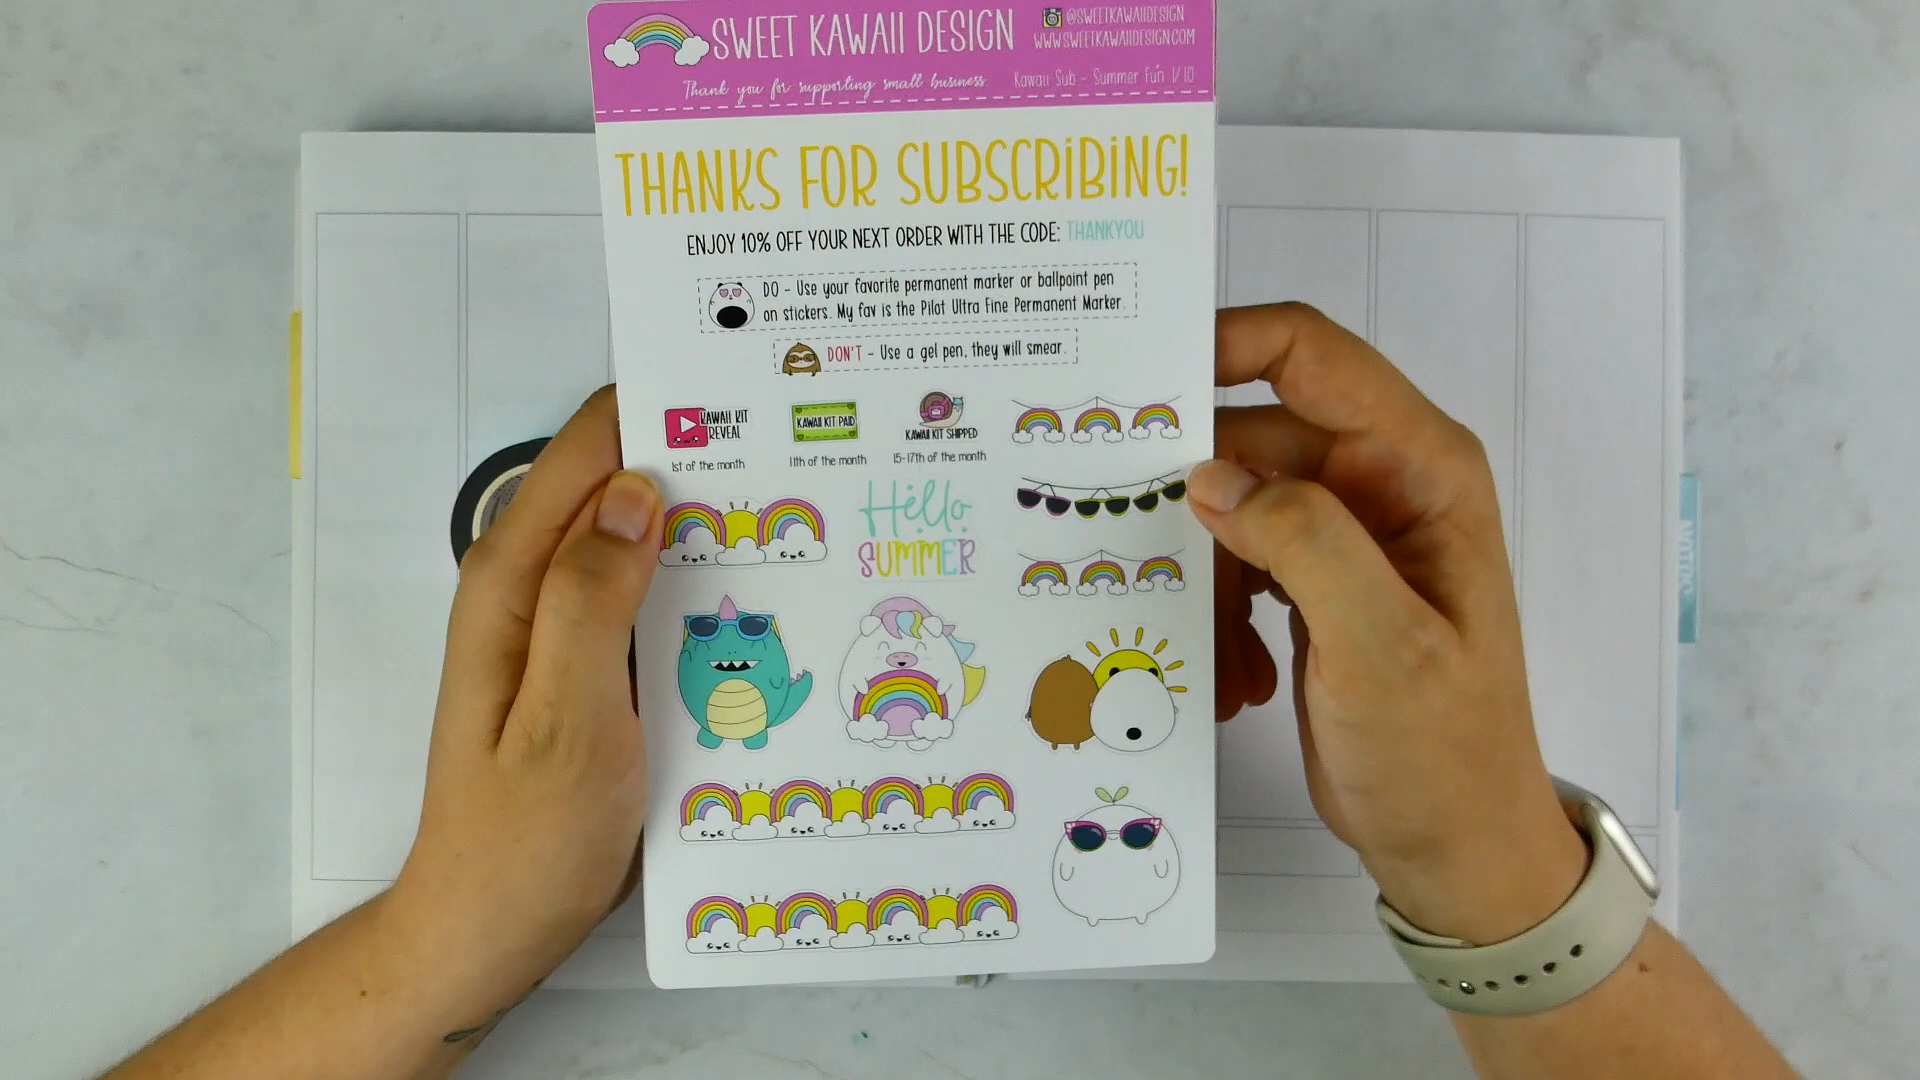 SWEET KAWAII DESIGN
@SWEETKAWAIIDESIGN
WWW.SWEETKAWAIIDESIGN.COM
Thank you for supporting small business
Kawaii Sub - Summer Fun 1/10
THANKS FOR SUBSCRiBiNG!
ENJOY 10% OFF YOUR NEXT ORDER WITH THE CODE: THANKYOU
DO - Use your favorite permanent marker or ballpoint pen
on stickers. My fav is the Pilot Ultra Fine Permanent Marker.
DON'T - Use a gel pen, they will smear.
KAWAII KIT
REVEAL
1st of the month
KAWAII KIT PAID
11th of the month
KAWAII KIT SHIPPED
15-17th of the month
Hello
SUMMER
NOTES